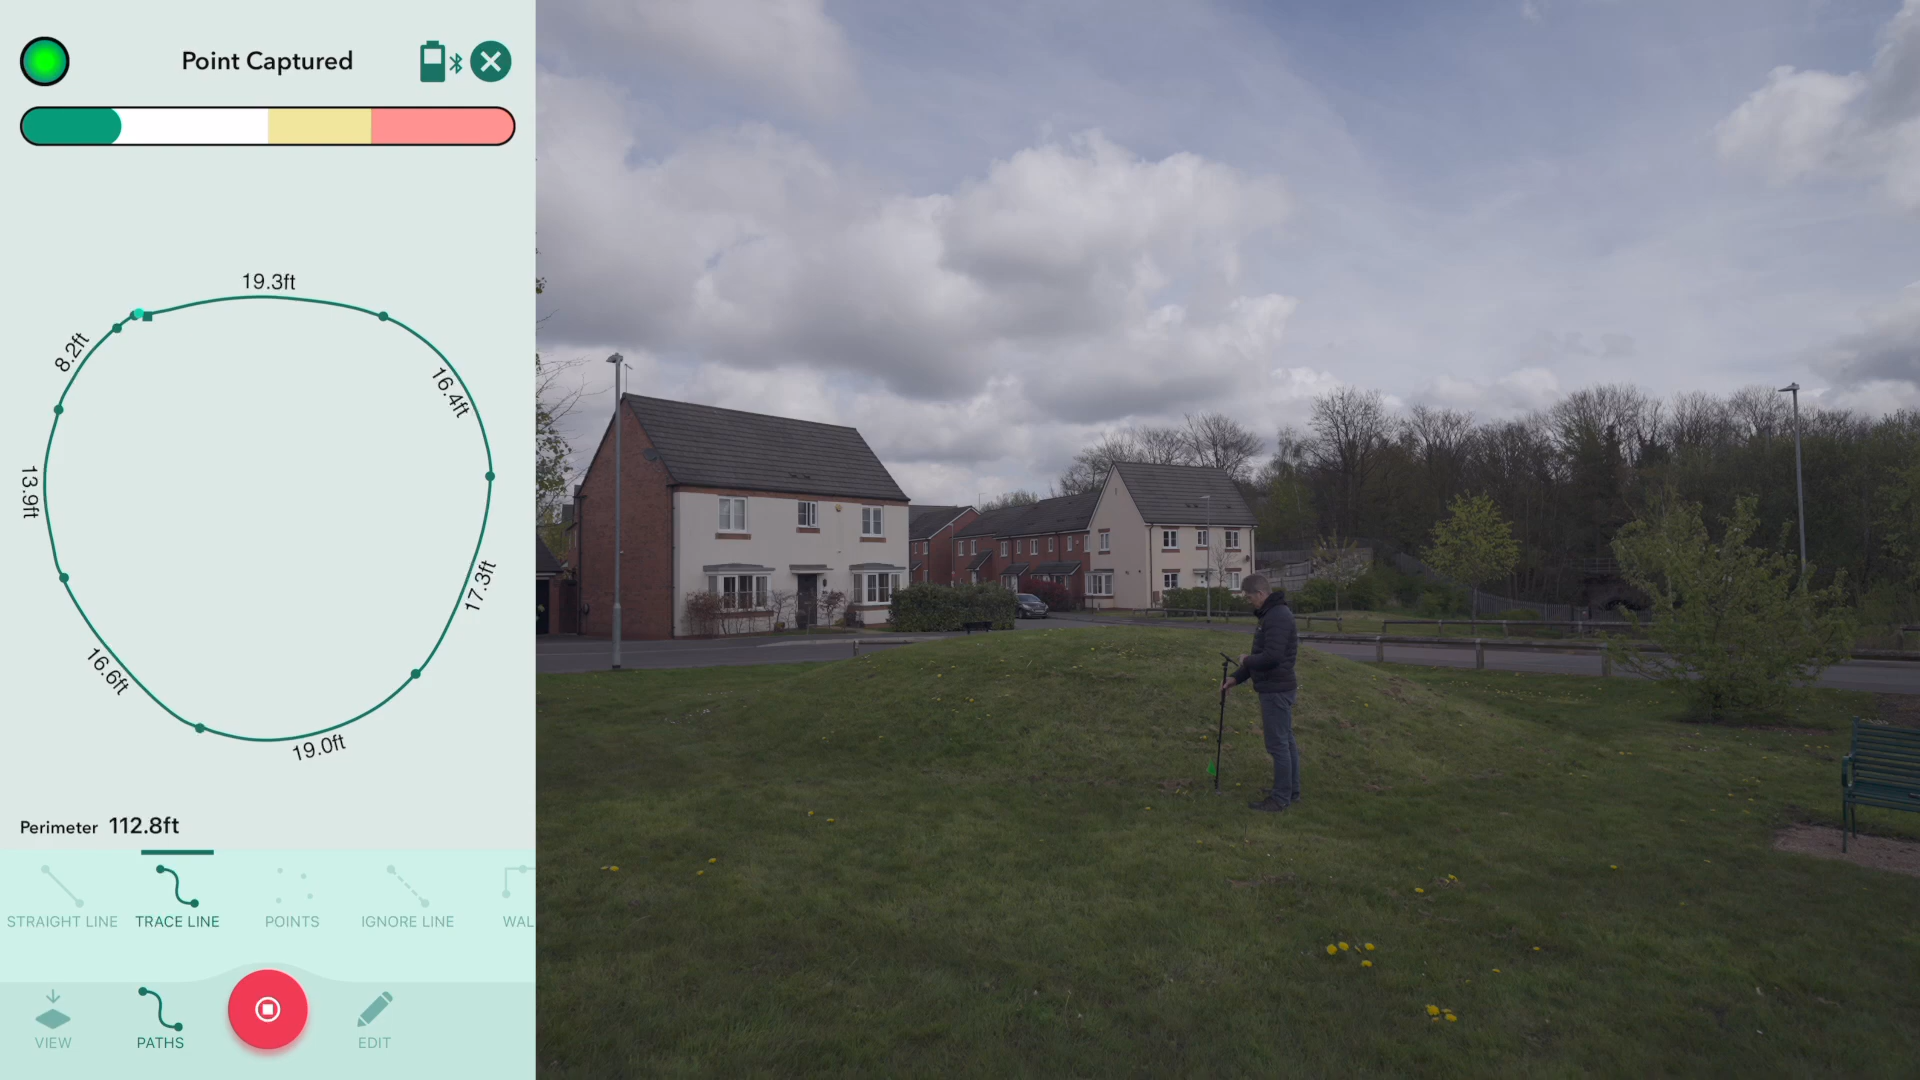 Point Captured
19.3ft
8.2ft
16.4ft
13.9ft
17.3ft
16.6ft
19.0ft
Perimeter 112.8ft
STRAIGHT LINE TRACE LINE POINTS IGNORE LINE WAL
VIEW PATHS EDIT